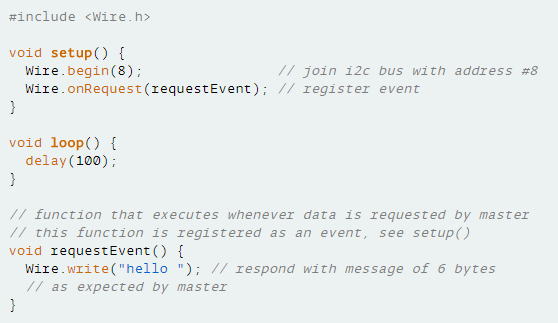 #include <Wire.h>

void setup() {
  Wire.begin(8);                // join i2c bus with address #8
  Wire.onRequest(requestEvent); // register event
}

void loop() {
  delay(100);
}

// function that executes whenever data is requested by master
// this function is registered as an event, see setup()
void requestEvent() {
  Wire.write("hello "); // respond with message of 6 bytes
  // as expected by master
}